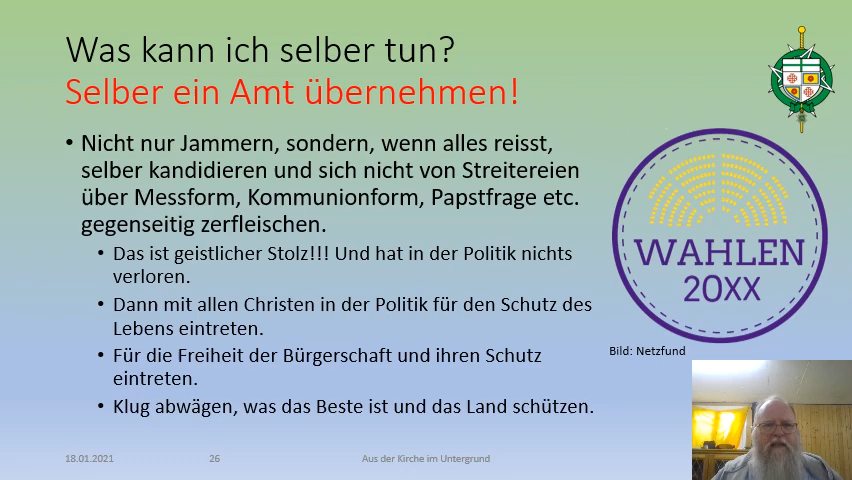 Was kann ich selber tun?
Selber ein Amt übernehmen!
• Nicht nur Jammern, sondern, wenn alles reisst,
selber kandidieren und sich nicht von Streitereien
über Messform, Kommunionform, Papstfrage etc.
gegenseitig zerfleischen.
• Das ist geistlicher Stolz!!! Und hat in der Politik nichts
verloren.
• Dann mit allen Christen in der Politik für den Schutz des
Lebens eintreten.
• Für die Freiheit der Bürgerschaft und ihren Schutz
eintreten.
• Klug abwägen, was das Beste ist und das Land schützen.
WAHLEN
20XX
Bild: Netzfund
18.01.2021
26
Aus der Kirche im Untergrund